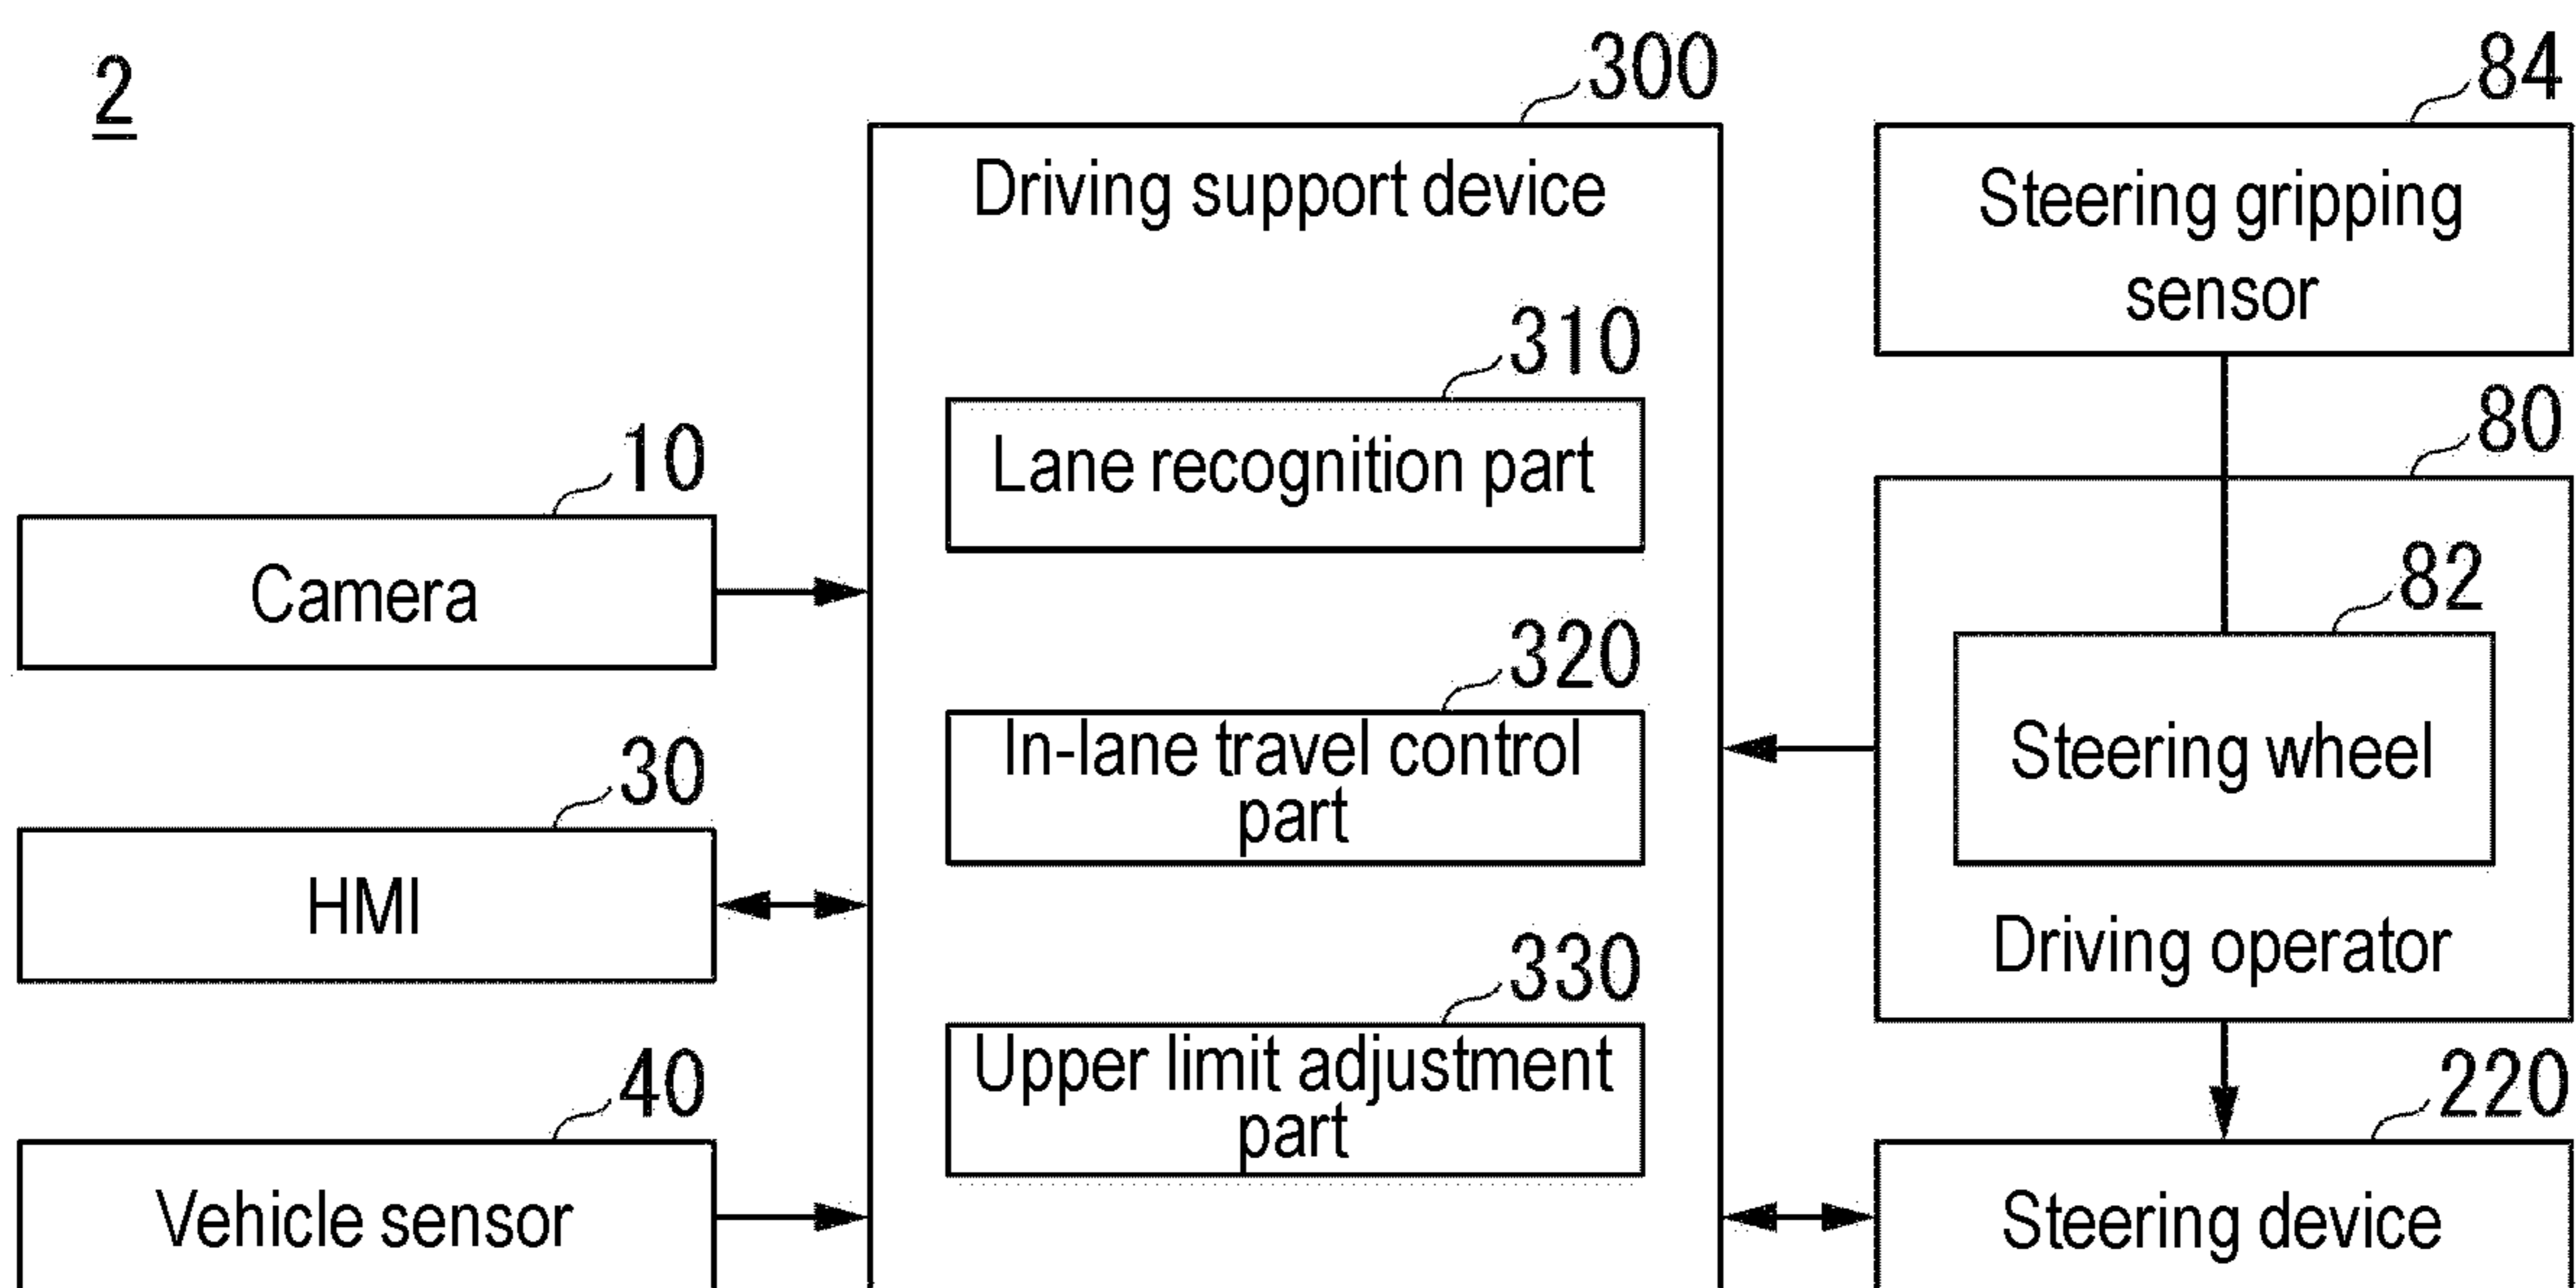 2
300
Driving support device
310
Lane recognition part
320
In-lane travel control
part
330
Upper limit adjustment
part
10
Camera
30
HMI
40
Vehicle sensor
84
Steering gripping
sensor
80
82
Steering wheel
Driving operator
220
Steering device